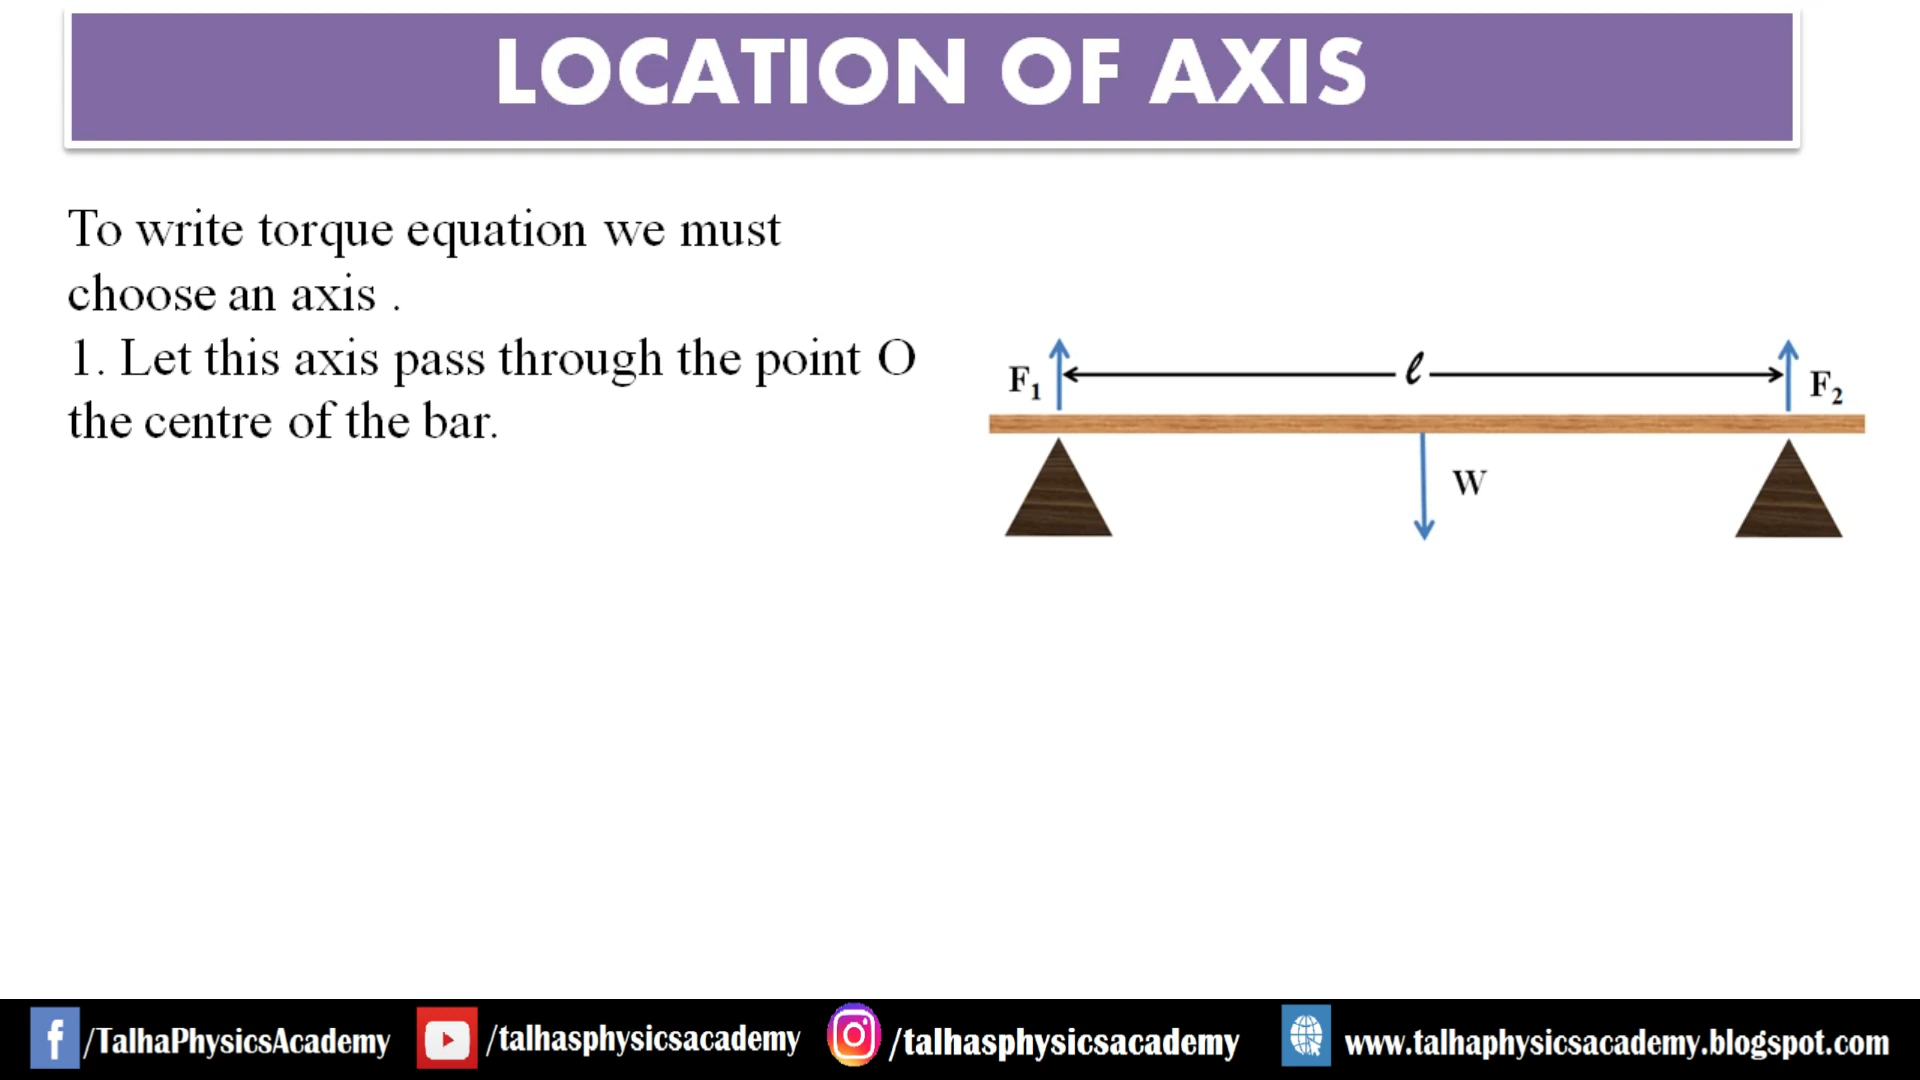 LOCATION OF AXIS
To write torque equation we must
choose an axis .
1. Let this axis pass through the point O
the centre of the bar.
F₁
ℓ
F₂
W
/TalhaPhysicsAcademy
/talhasphysicsacademy
/talhasphysicsacademy
www.talhaphysicsacademy.blogspot.com